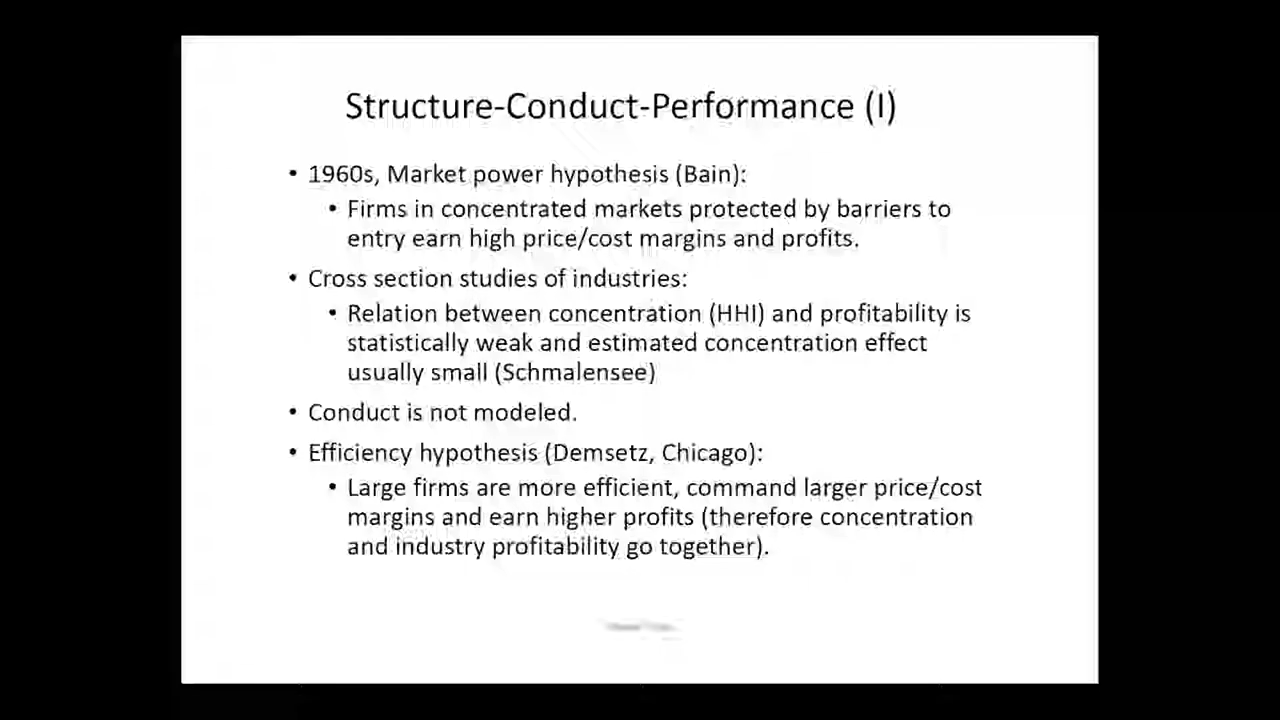 Structure-Conduct-Performance (I)
• 1960s, Market power hypothesis (Bain):
• Firms in concentrated markets protected by barriers to
entry earn high price/cost margins and profits.
• Cross section studies of industries:
• Relation between concentration (HHI) and profitability is
statistically weak and estimated concentration effect
usually small (Schmalensee)
• Conduct is not modeled.
• Efficiency hypothesis (Demsetz, Chicago):
• Large firms are more efficient, command larger price/cost
margins and earn higher profits (therefore concentration
and industry profitability go together).